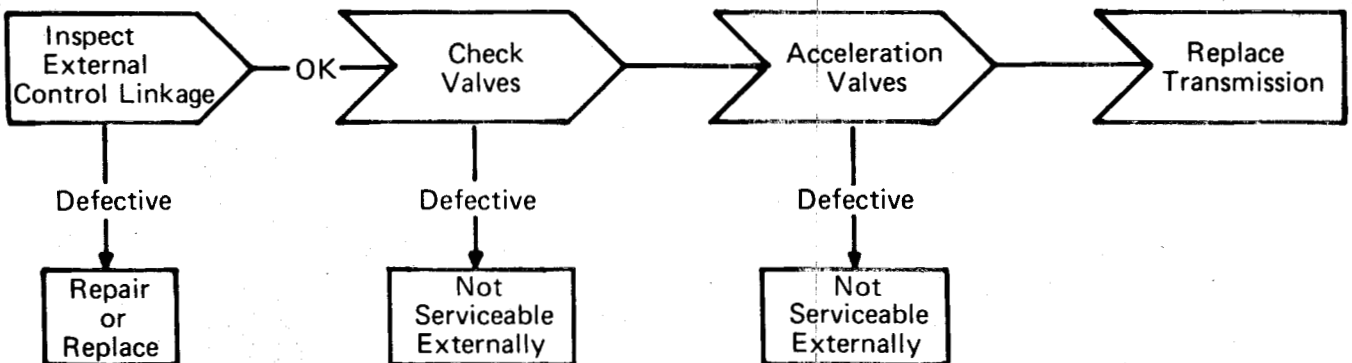 Inspect
External
Control Linkage
OK
Check
Valves
Acceleration
Valves
Replace
Transmission
Defective
Defective
Defective
Repair
or
Replace
Not
Serviceable
Externally
Not
Serviceable
Externally